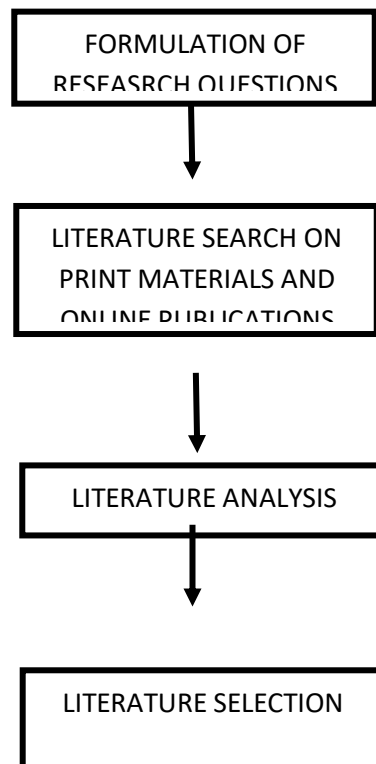 FORMULATION OF
RESEASRCH QUESTIONS
LITERATURE SEARCH ON
PRINT MATERIALS AND
ONLINE PUBLICATIONS
LITERATURE ANALYSIS
LITERATURE SELECTION